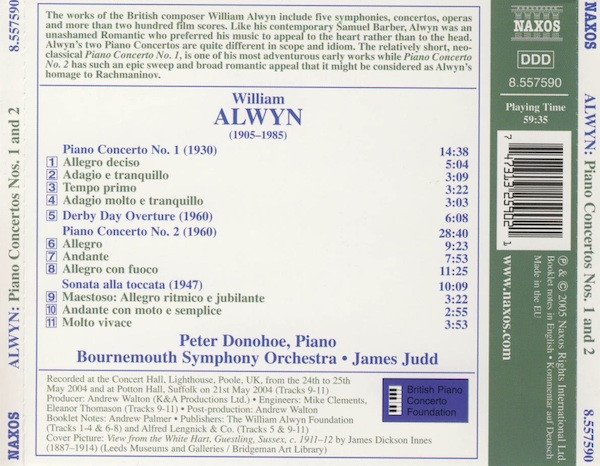 8.557590
ALWYN: Piano Concertos Nos. 1 and 2
NAXOS
The works of the British composer William Alwyn include five symphonies, concertos, operas
and more than two hundred film scores. Like his contemporary Samuel Barber, Alwyn was an
unashamed Romantic who preferred his music to appeal to the heart rather than to the head.
Alwyn's two Piano Concertos are quite different in scope and idiom. The relatively short, neo-
classical Piano Concerto No. 1, is one of his most adventurous early works while Piano Concerto
No. 2 has such an epic sweep and broad romantic appeal that it might be considered as Alwyn's
homage to Rachmaninov.
William
ALWYN
(1905–1985)
Piano Concerto No. 1 (1930) 14:38
1 Allegro deciso 5:04
2 Adagio e tranquillo 3:09
3 Tempo primo 3:22
4 Adagio molto e tranquillo 3:03
5 Derby Day Overture (1960) 6:08
Piano Concerto No. 2 (1960) 28:40
6 Allegro 9:23
7 Andante 7:53
8 Allegro con fuoco 11:25
Sonata alla toccata (1947) 10:09
9 Maestoso: Allegro ritmico e jubilante 3:22
10 Andante con moto e semplice 2:55
11 Molto vivace 3:53
Peter Donohoe, Piano
Bournemouth Symphony Orchestra • James Judd
Recorded at the Concert Hall, Lighthouse, Poole, UK, from the 24th to 25th
May 2004 and at Potton Hall, Suffolk on 21st May 2004 (Tracks 9-11)
Producer: Andrew Walton (K&A Productions Ltd.) • Engineers: Mike Clements,
Eleanor Thomason (Tracks 9-11) • Post-production: Andrew Walton
Booklet Notes: Andrew Palmer • Publishers: The William Alwyn Foundation
(Tracks 1-4 & 6-8) and Alfred Lengnick & Co. (Tracks 5 & 9-11)
Cover Picture: View from the White Hart, Guestling, Sussex, c. 1911–12 by James Dickson Innes
(1887–1914) (Leeds Museums and Galleries / Bridgeman Art Library)
British Piano
Concerto
Foundation
NAXOS
DDD
8.557590
Playing Time
59:35
7 47313 25902 1
www.naxos.com
℗ & © 2005 Naxos Rights International Ltd
Booklet notes in English • Kommentar auf Deutsch
Made in the EU
NAXOS
ALWYN: Piano Concertos Nos. 1 and 2
8.557590